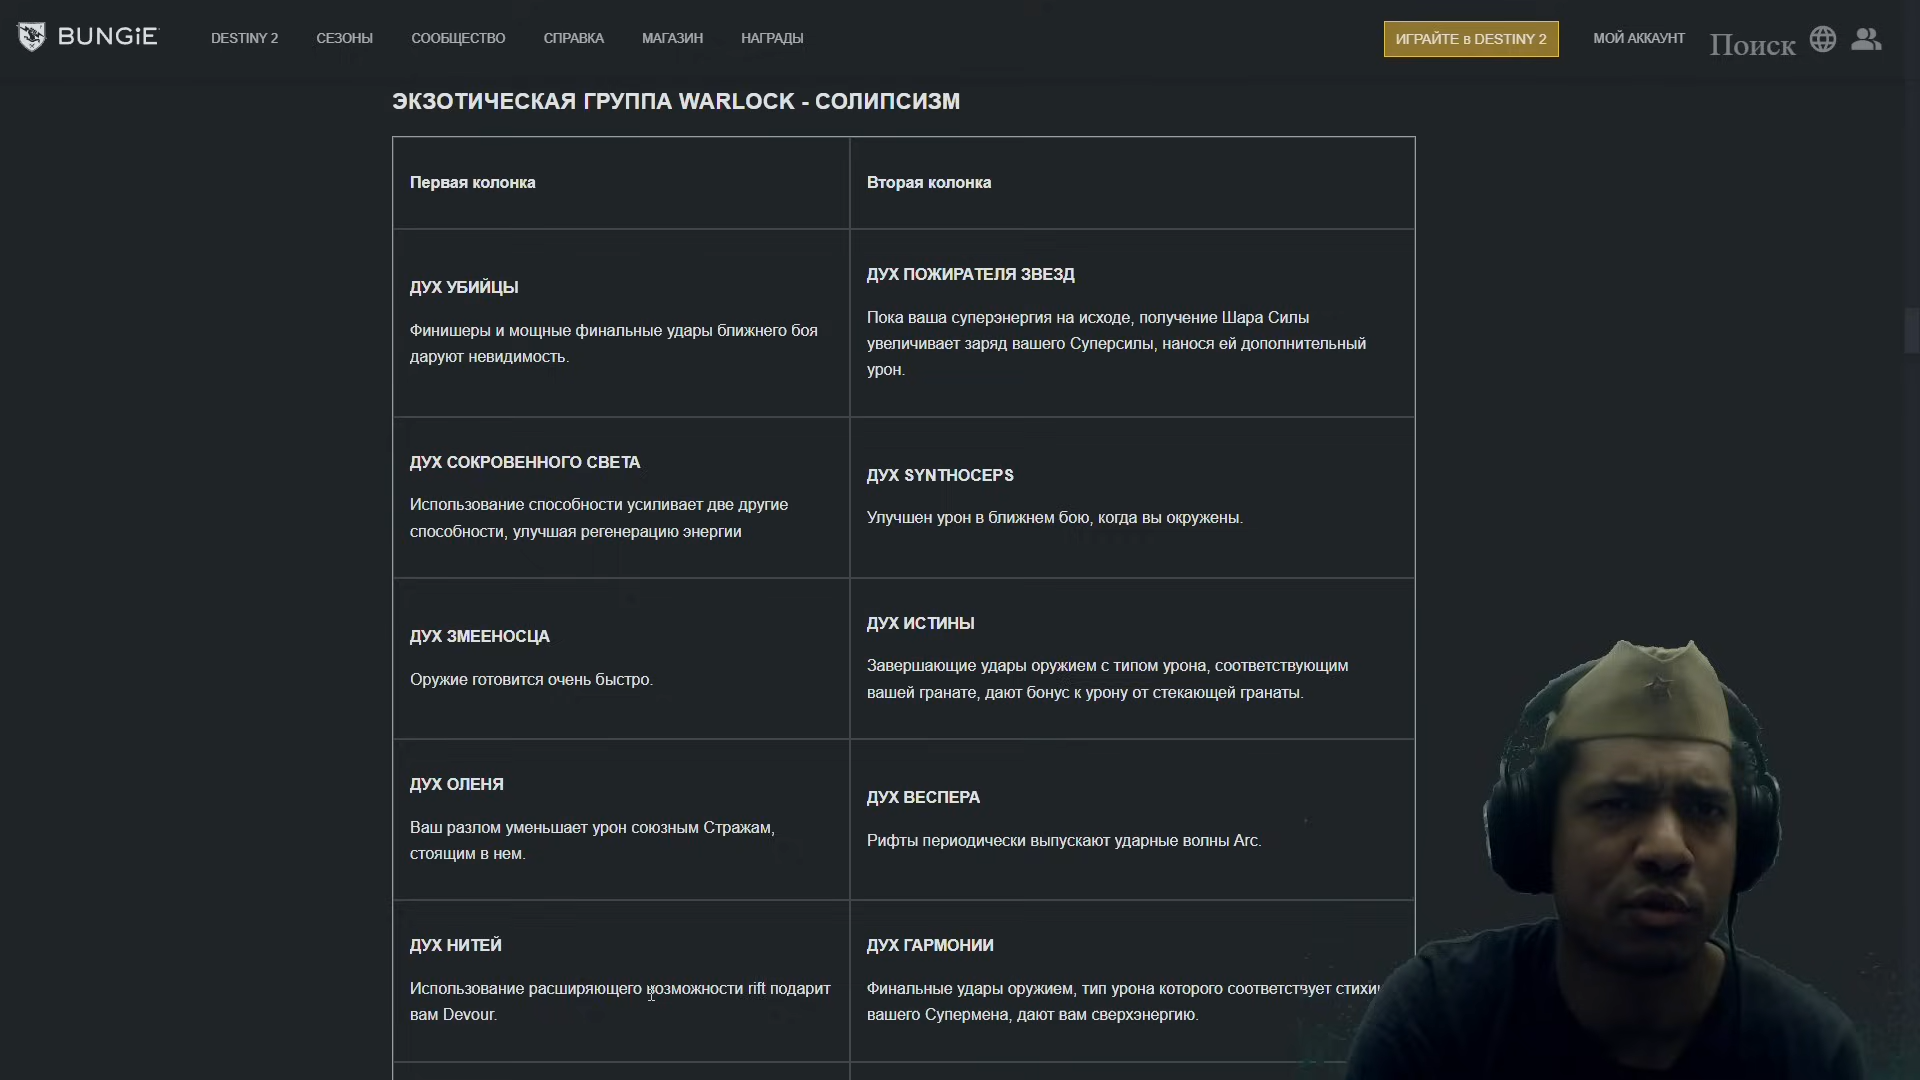 BUNGiE
DESTINY 2
СЕЗОНЫ
СООБЩЕСТВО
СПРАВКА
МАГАЗИН
НАГРАДЫ
ИГРАЙТЕ в DESTINY 2
МОЙ АККАУНТ
Поиск
ЭКЗОТИЧЕСКАЯ ГРУППА WARLOCK - СОЛИПСИЗМ
Первая колонка
Вторая колонка
ДУХ УБИЙЦЫ
Финишеры и мощные финальные удары ближнего боя
даруют невидимость.
ДУХ ПОЖИРАТЕЛЯ ЗВЕЗД
Пока ваша суперэнергия на исходе, получение Шара Силы
увеличивает заряд вашего Суперсилы, нанося ей дополнительный
урон.
ДУХ СОКРОВЕННОГО СВЕТА
Использование способности усиливает две другие
способности, улучшая регенерацию энергии
ДУХ SYNTHOCEPS
Улучшен урон в ближнем бою, когда вы окружены.
ДУХ ЗМЕЕНОСЦА
Оружие готовится очень быстро.
ДУХ ИСТИНЫ
Завершающие удары оружием с типом урона, соответствующим
вашей гранате, дают бонус к урону от стекающей гранаты.
ДУХ ОЛЕНЯ
Ваш разлом уменьшает урон союзным Стражам,
стоящим в нем.
ДУХ ВЕСПЕРА
Рифты периодически выпускают ударные волны Arc.
ДУХ НИТЕЙ
Использование расширяющего возможности rift подарит
вам Devour.
ДУХ ГАРМОНИИ
Финальные удары оружием, тип урона которого соответствует стихии
вашего Супермена, дают вам сверхэнергию.